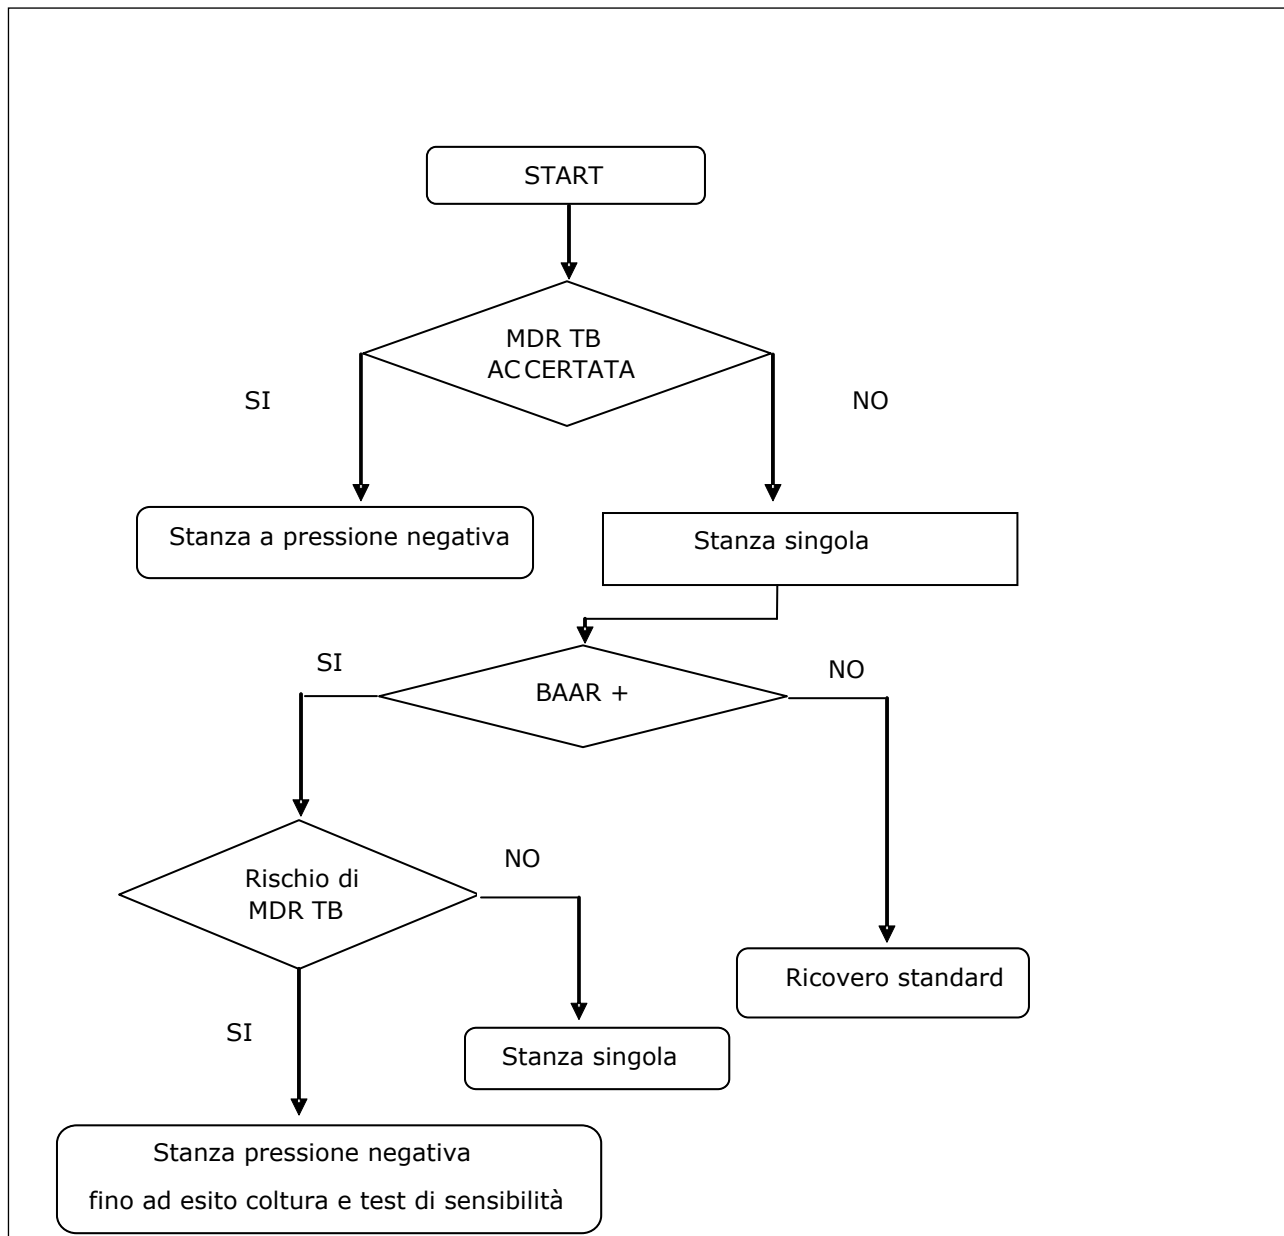 START
MDR TB
ACCERTATA
SI
NO
Stanza a pressione negativa
Stanza singola
SI
NO
BAAR +
Rischio di
MDR TB
NO
Ricovero standard
SI
Stanza singola
Stanza pressione negativa
fino ad esito coltura e test di sensibilità